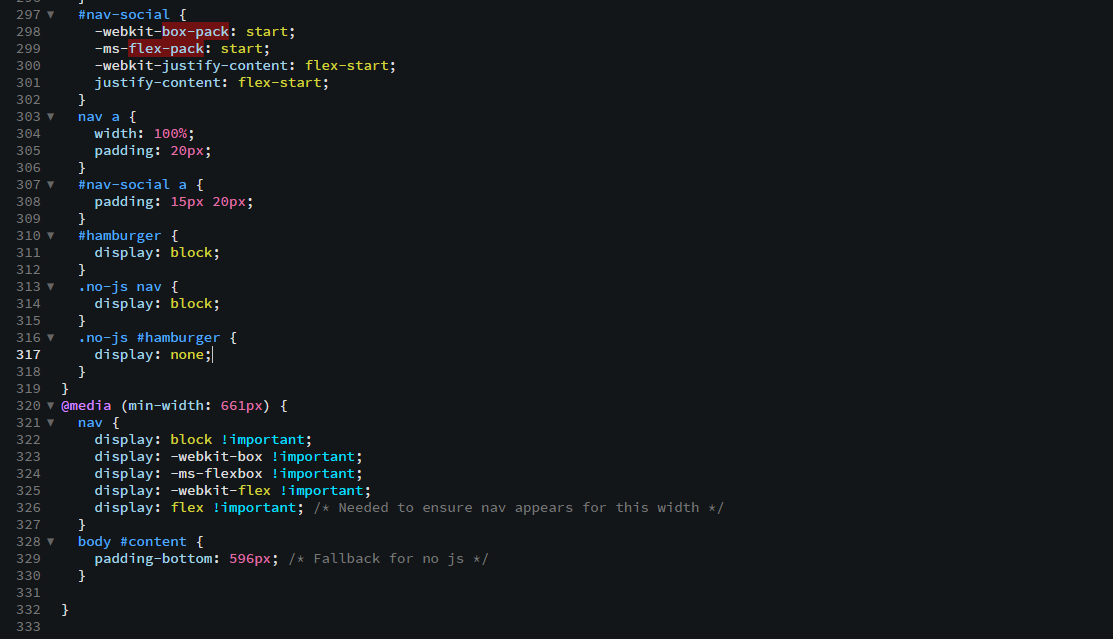 297 ▼ #nav-social {
298 -webkit-box-pack: start;
299 -ms-flex-pack: start;
300 -webkit-justify-content: flex-start;
301 justify-content: flex-start;
302 }
303 ▼ nav a {
304 width: 100%;
305 padding: 20px;
306 }
307 ▼ #nav-social a {
308 padding: 15px 20px;
309 }
310 ▼ #hamburger {
311 display: block;
312 }
313 ▼ .no-js nav {
314 display: block;
315 }
316 ▼ .no-js #hamburger {
317 display: none;
318 }
319 }
320 ▼ @media (min-width: 661px) {
321 ▼ nav {
322 display: block !important;
323 display: -webkit-box !important;
324 display: -ms-flexbox !important;
325 display: -webkit-flex !important;
326 display: flex !important; /* Needed to ensure nav appears for this width */
327 }
328 ▼ body #content {
329 padding-bottom: 596px; /* Fallback for no js */
330 }
331
332 }
333